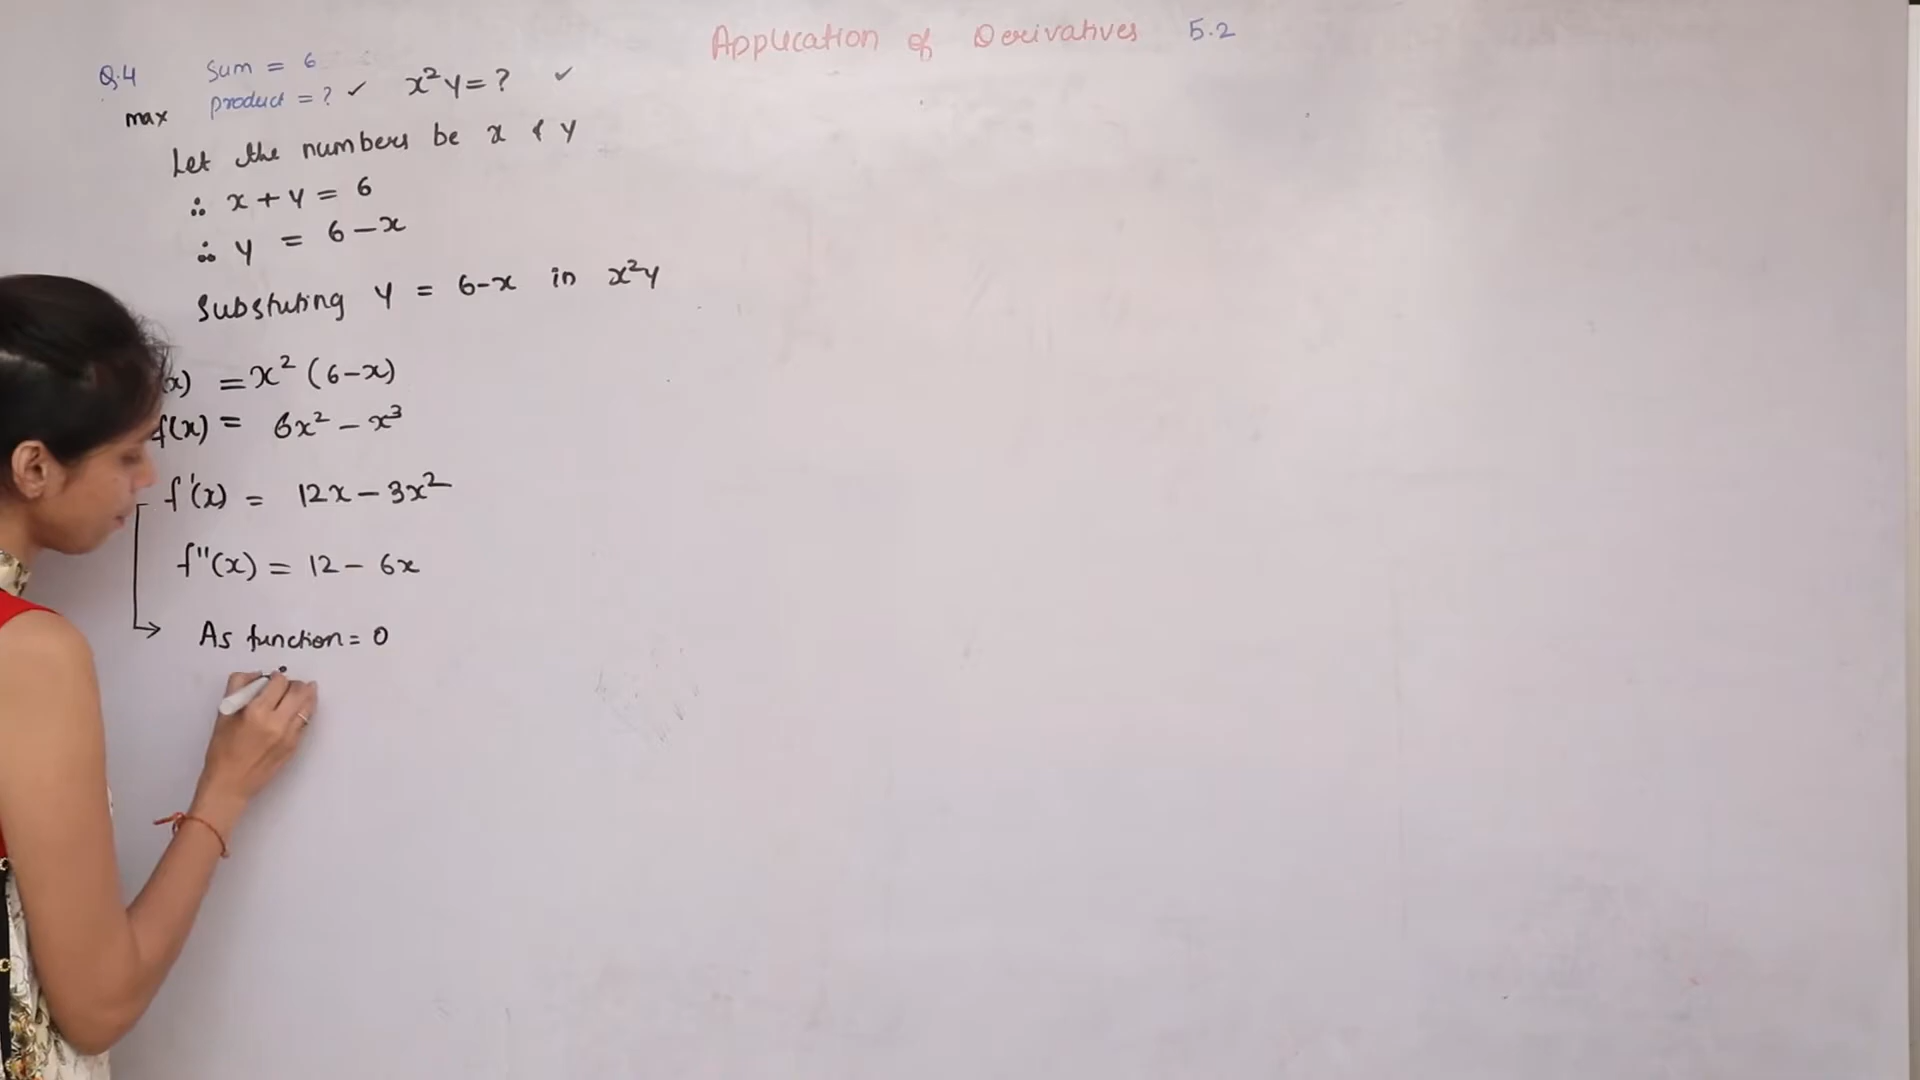 Application of Derivatives 5.2
Q.4 Sum = 6
max product = ? ✓ x²y = ? ✓
Let the numbers be x & y
∴ x + y = 6
∴ y = 6 - x
Substuting y = 6-x in x²y
(x) = x² (6-x)
f(x) = 6x² - x³
f'(x) = 12x - 3x²
f''(x) = 12 - 6x
As function = 0